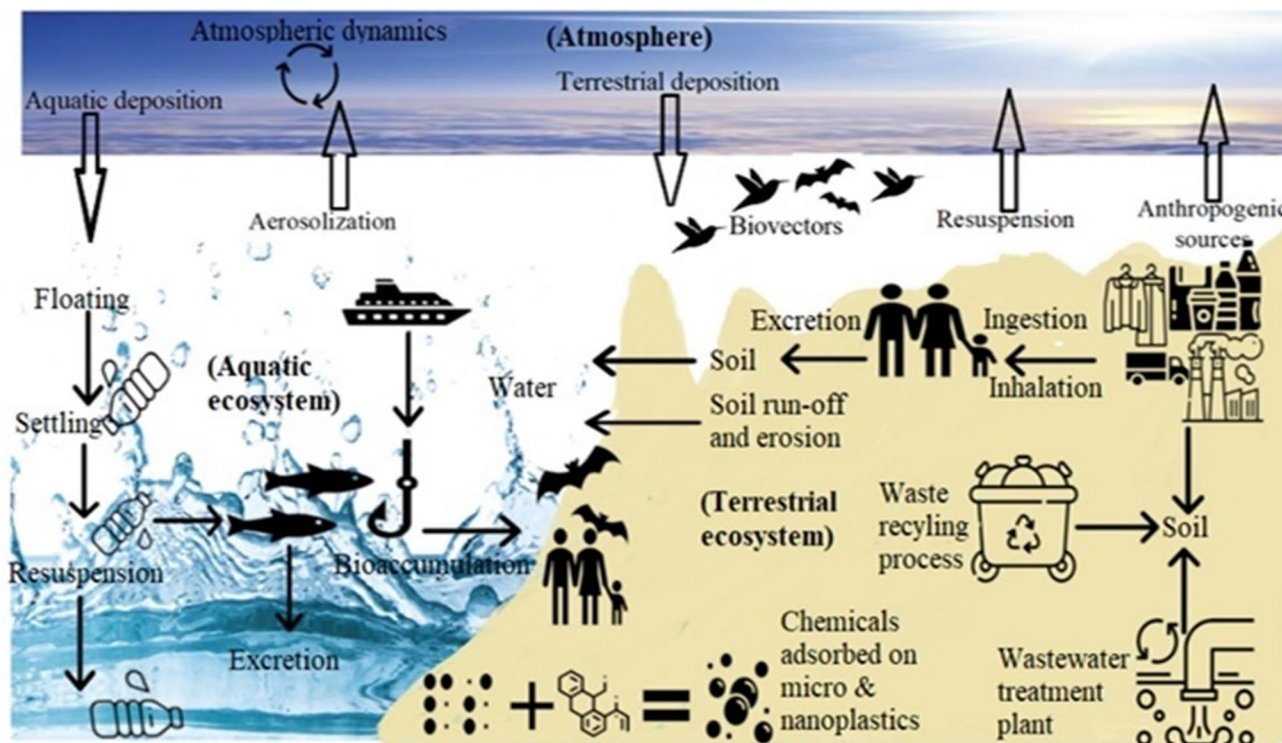 Atmospheric dynamics
(Atmosphere)
Aquatic deposition
Terrestrial deposition
Aerosolization
Biovectors
Resuspension
Anthropogenic
sources
Floating
Excretion
Ingestion
(Aquatic
ecosystem)
Water
Soil
Inhalation
Settling
Soil run-off
and erosion
(Terrestrial
ecosystem)
Waste
recyling
process
Soil
Resuspension
Bioaccumulation
Excretion
Chemicals
adsorbed on
micro &
nanoplastics
Wastewater
treatment
plant